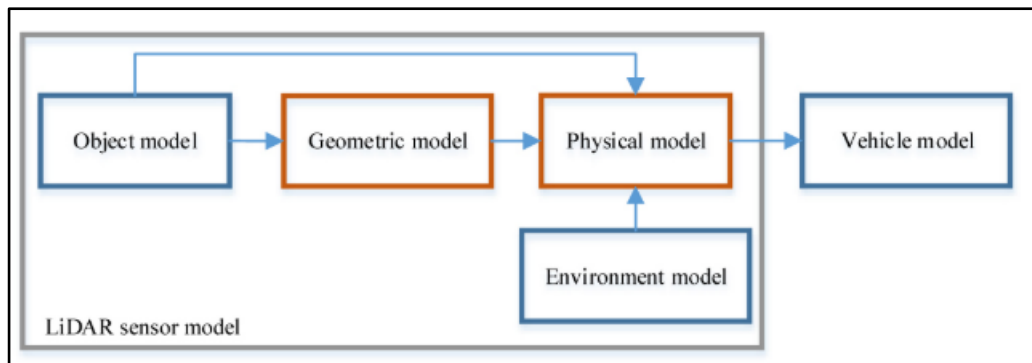 Object model
Geometric model
Physical model
Vehicle model
Environment model
LiDAR sensor model